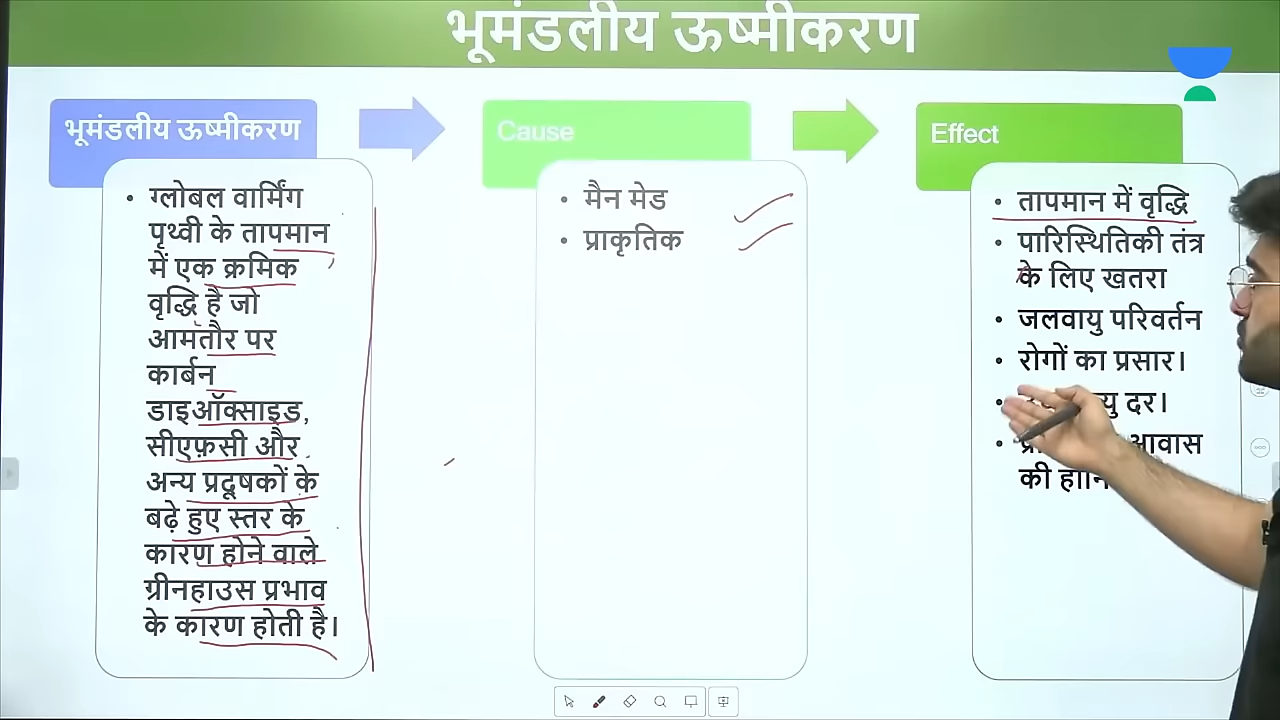 भूमंडलीय ऊष्मीकरण
भूमंडलीय ऊष्मीकरण
• ग्लोबल वार्मिंग
पृथ्वी के तापमान
में एक क्रमिक
वृद्धि है जो
आमतौर पर
कार्बन
डाइऑक्साइड,
सीएफ़सी और
अन्य प्रदूषकों के
बढ़े हुए स्तर के
कारण होने वाले
ग्रीनहाउस प्रभाव
के कारण होती है।
Cause
• मैन मेड
• प्राकृतिक
Effect
• तापमान में वृद्धि
• पारिस्थितिकी तंत्र
के लिए खतरा
• जलवायु परिवर्तन
• रोगों का प्रसार।
• दर।
• आवास
की हानि